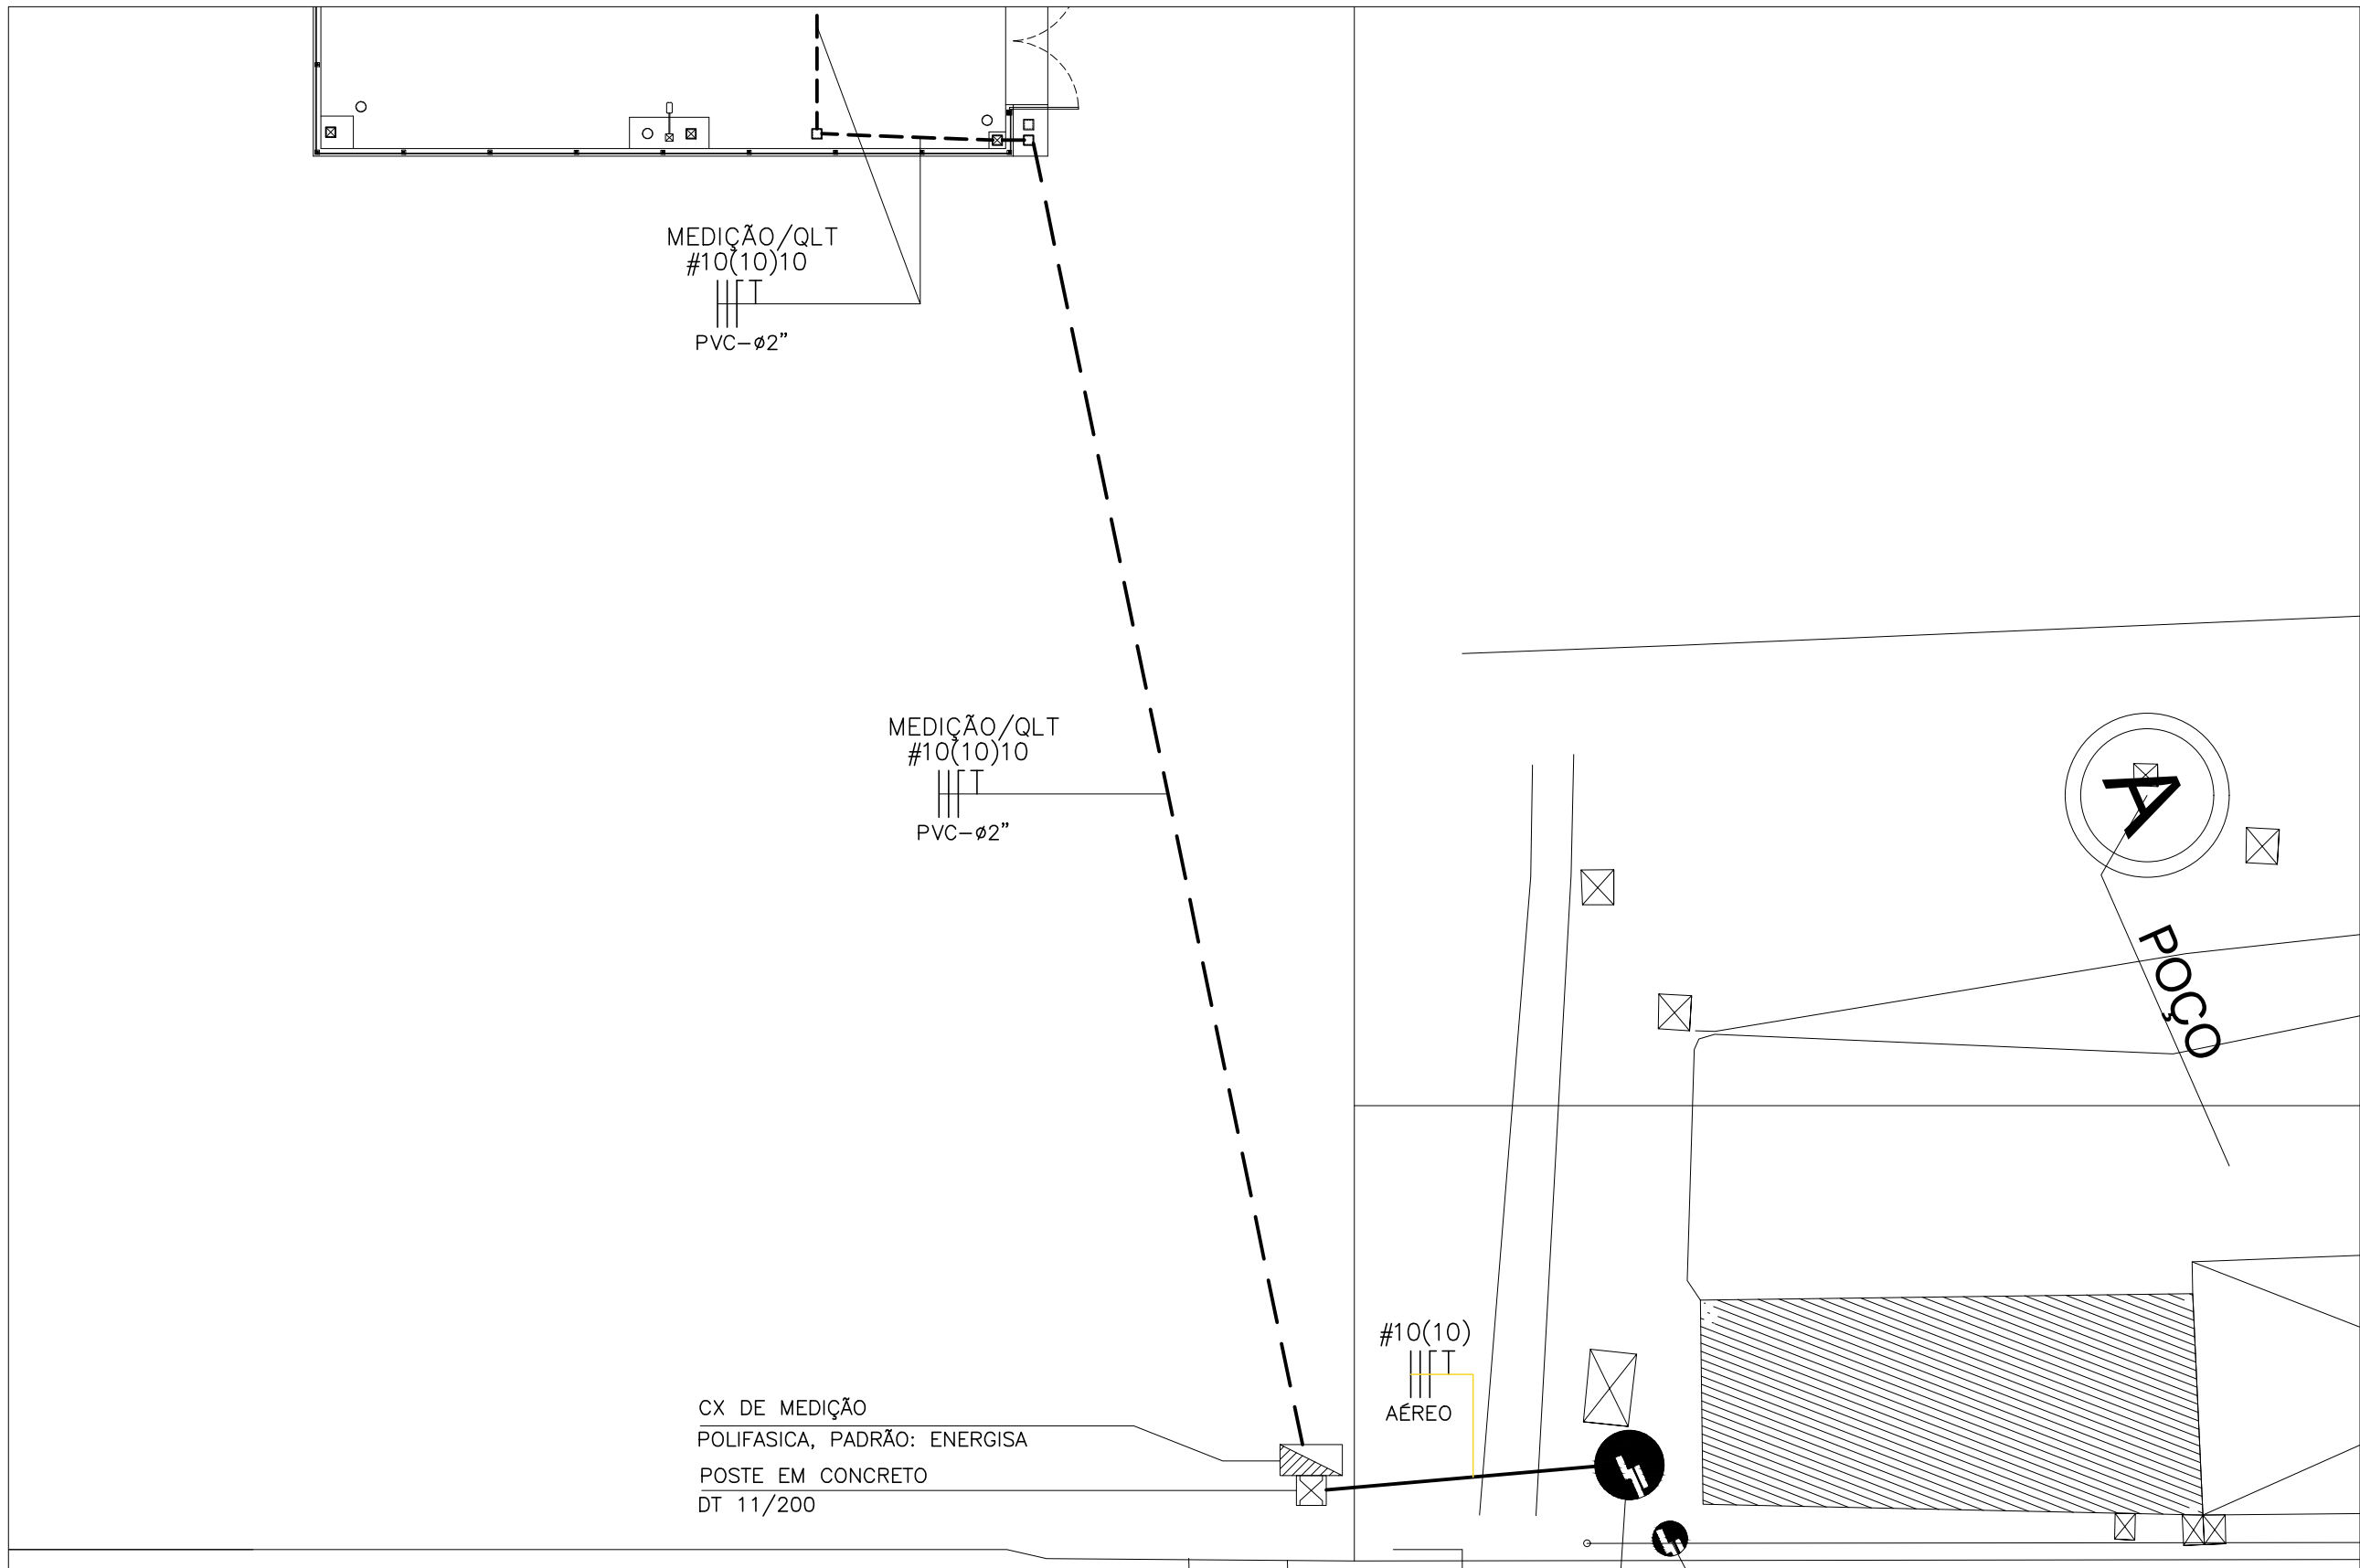 MEDIÇÃO/QLT
#10(10)10
PVC-ø2”
MEDIÇÃO/QLT
#10(10)10
PVC-ø2”
A
POÇO
#10(10)
AÉREO
CX DE MEDIÇÃO
POLIFASICA, PADRÃO: ENERGISA
POSTE EM CONCRETO
DT 11/200